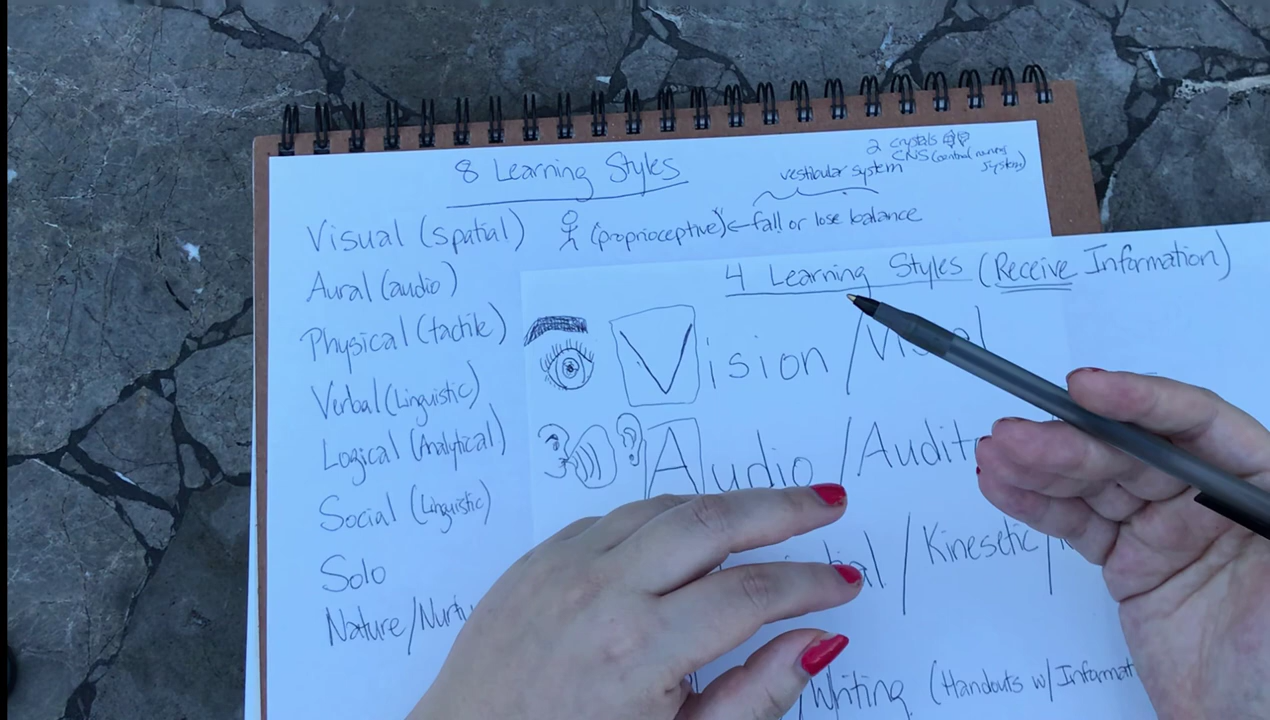 8 Learning Styles
2 crystals
CNS (central nervous system)
vestibular system
Visual (spatial) (proprioceptive) ← fall or lose balance
Aural (audio)
Physical (tactile)
Verbal (Linguistic)
Logical (Analytical)
Social (Linguistic)
Solo
Nature/
4 Learning Styles (Receive Information)
Vision / Visual
Audio /
/ Kinesetic /
/Writing (Handouts w/